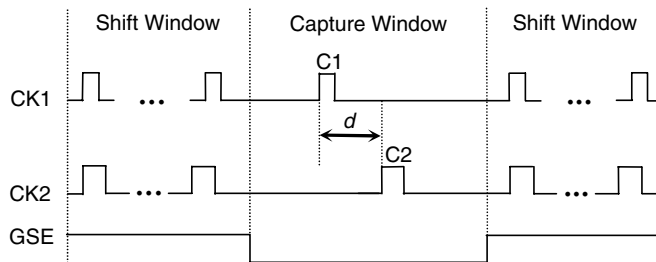 Shift Window Capture Window Shift Window
C1
CK1 ... ...
d
C2
CK2 ... ...
GSE